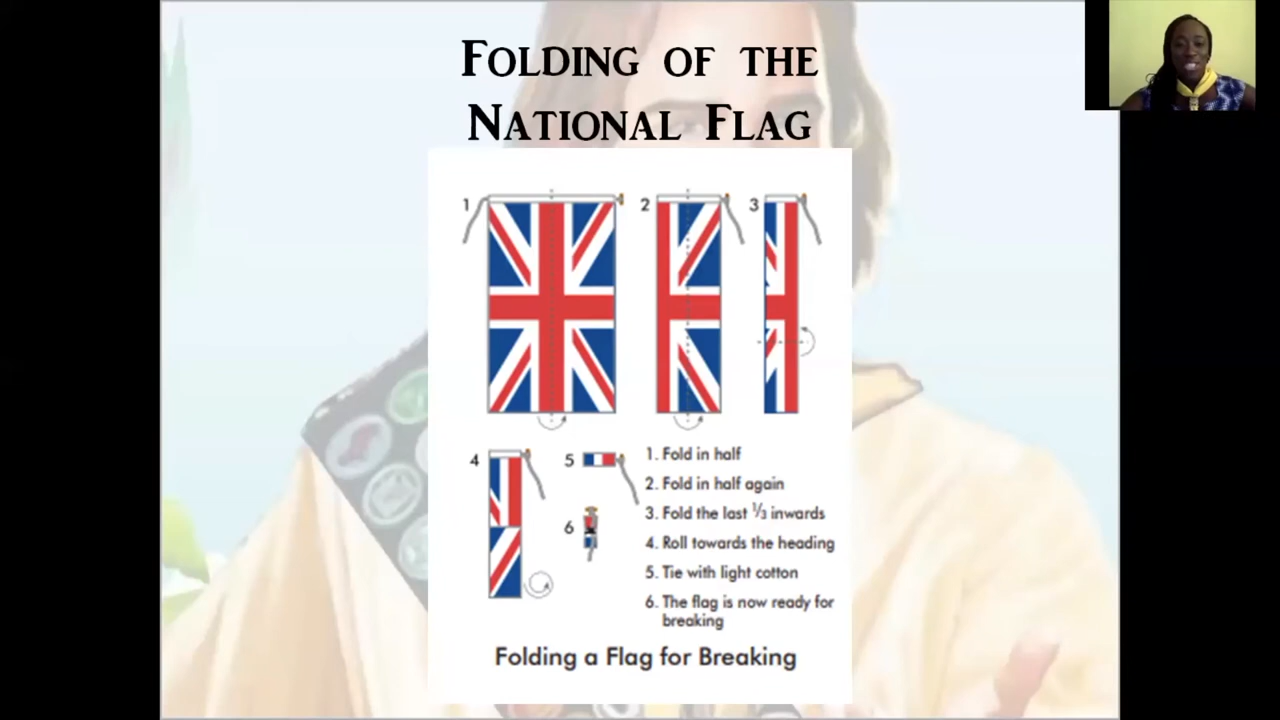 FOLDING OF THE
NATIONAL FLAG
1
2
3
4
5
6
1. Fold in half
2. Fold in half again
3. Fold the last ⅓ inwards
4. Roll towards the heading
5. Tie with light cotton
6. The flag is now ready for
breaking
Folding a Flag for Breaking